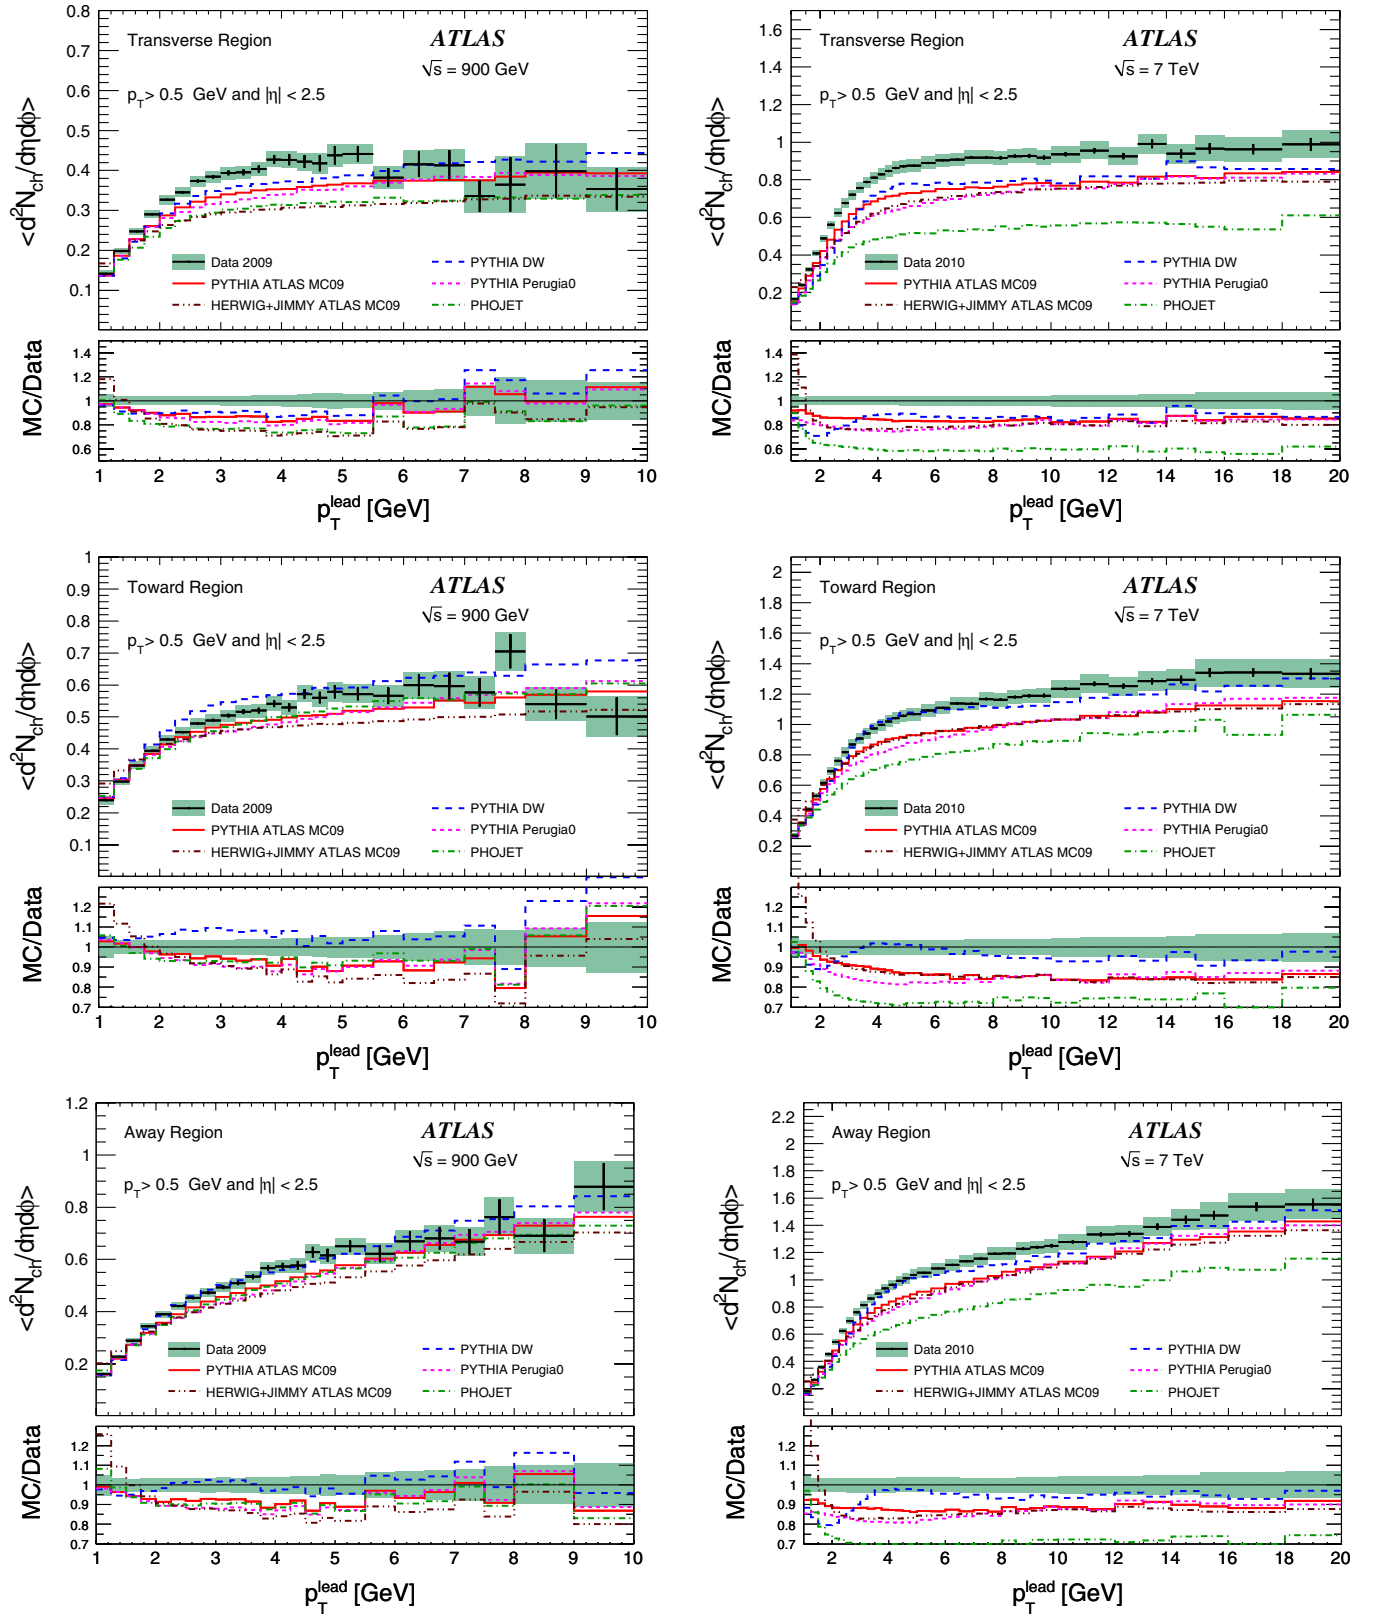 Transverse Region
ATLAS
√s = 900 GeV
p_T > 0.5 GeV and |η| < 2.5
<d²N_ch/dηdϕ>
0.8
0.7
0.6
0.5
0.4
0.3
0.2
0.1
Data 2009
PYTHIA ATLAS MC09
HERWIG+JIMMY ATLAS MC09
PYTHIA DW
PYTHIA Perugia0
PHOJET
MC/Data
1.4
1.2
1
0.8
0.6
1 2 3 4 5 6 7 8 9 10
p_T^lead [GeV]
Transverse Region
ATLAS
√s = 7 TeV
p_T > 0.5 GeV and |η| < 2.5
<d²N_ch/dηdϕ>
1.6
1.4
1.2
1
0.8
0.6
0.4
0.2
Data 2010
PYTHIA ATLAS MC09
HERWIG+JIMMY ATLAS MC09
PYTHIA DW
PYTHIA Perugia0
PHOJET
MC/Data
1.4
1.2
1
0.8
0.6
2 4 6 8 10 12 14 16 18 20
p_T^lead [GeV]
Toward Region
ATLAS
√s = 900 GeV
p_T > 0.5 GeV and |η| < 2.5
<d²N_ch/dηdϕ>
1
0.9
0.8
0.7
0.6
0.5
0.4
0.3
0.2
0.1
Data 2009
PYTHIA ATLAS MC09
HERWIG+JIMMY ATLAS MC09
PYTHIA DW
PYTHIA Perugia0
PHOJET
MC/Data
1.2
1.1
1
0.9
0.8
0.7
1 2 3 4 5 6 7 8 9 10
p_T^lead [GeV]
Toward Region
ATLAS
√s = 7 TeV
p_T > 0.5 GeV and |η| < 2.5
<d²N_ch/dηdϕ>
2
1.8
1.6
1.4
1.2
1
0.8
0.6
0.4
0.2
Data 2010
PYTHIA ATLAS MC09
HERWIG+JIMMY ATLAS MC09
PYTHIA DW
PYTHIA Perugia0
PHOJET
MC/Data
1.2
1.1
1
0.9
0.8
0.7
2 4 6 8 10 12 14 16 18 20
p_T^lead [GeV]
Away Region
ATLAS
√s = 900 GeV
p_T > 0.5 GeV and |η| < 2.5
<d²N_ch/dηdϕ>
1.2
1
0.8
0.6
0.4
0.2
Data 2009
PYTHIA ATLAS MC09
HERWIG+JIMMY ATLAS MC09
PYTHIA DW
PYTHIA Perugia0
PHOJET
MC/Data
1.2
1.1
1
0.9
0.8
0.7
1 2 3 4 5 6 7 8 9 10
p_T^lead [GeV]
Away Region
ATLAS
√s = 7 TeV
p_T > 0.5 GeV and |η| < 2.5
<d²N_ch/dηdϕ>
2.2
2
1.8
1.6
1.4
1.2
1
0.8
0.6
0.4
0.2
Data 2010
PYTHIA ATLAS MC09
HERWIG+JIMMY ATLAS MC09
PYTHIA DW
PYTHIA Perugia0
PHOJET
MC/Data
1.2
1.1
1
0.9
0.8
0.7
2 4 6 8 10 12 14 16 18 20
p_T^lead [GeV]